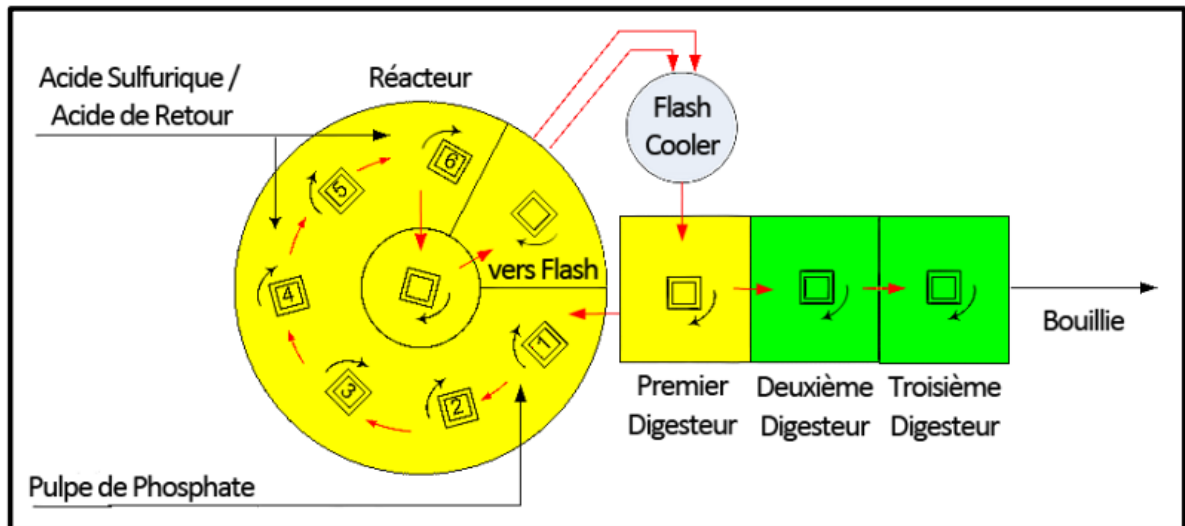 Acide Sulfurique /
Acide de Retour
Réacteur
Flash
Cooler
6
5
4
3
2
1
vers Flash
Bouillie
Premier
Digesteur
Deuxième
Digesteur
Troisième
Digesteur
Pulpe de Phosphate